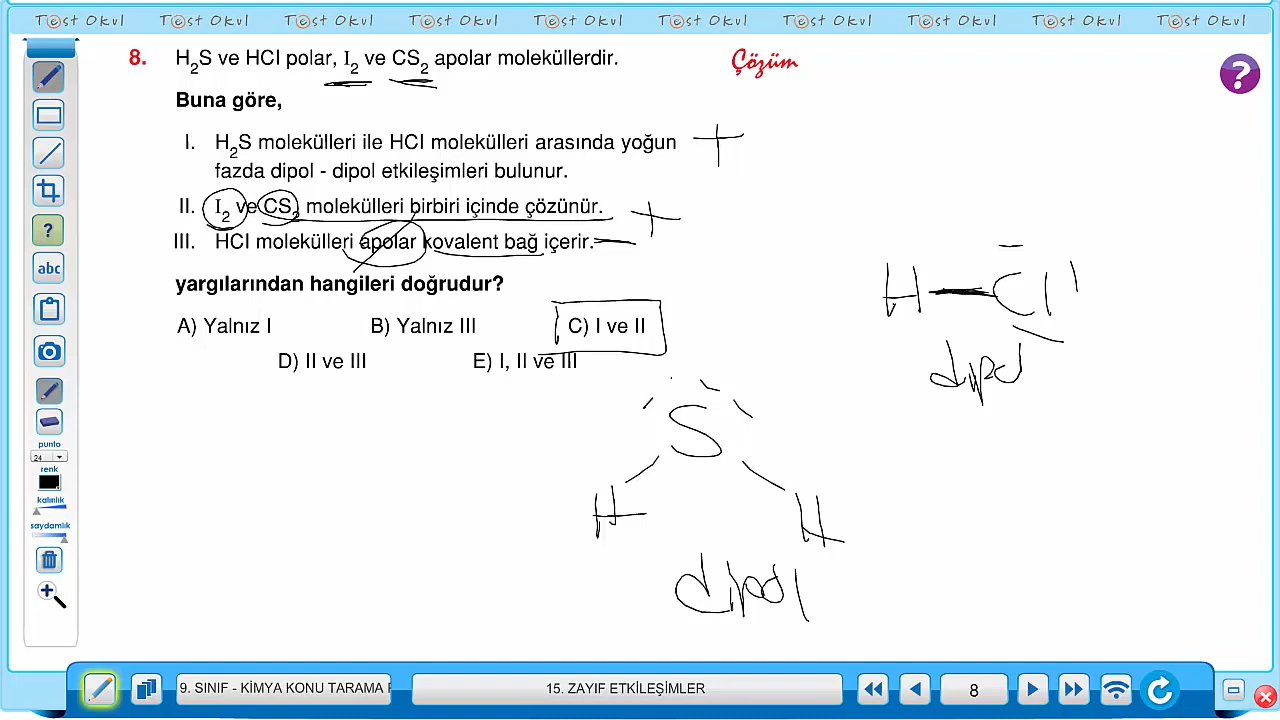 Test Okul Test Okul Test Okul Test Okul Test Okul Test Okul Test Okul Test Okul Test Okul Test Okul
8. H2S ve HCl polar, I2 ve CS2 apolar moleküllerdir.
Çözüm
Buna göre,
I. H2S molekülleri ile HCl molekülleri arasında yoğun
fazda dipol - dipol etkileşimleri bulunur.
+
II. I2 ve CS2 molekülleri birbiri içinde çözünür.
+
III. HCl molekülleri apolar kovalent bağ içerir.
yargılarından hangileri doğrudur?
A) Yalnız I B) Yalnız III C) I ve II
D) II ve III E) I, II ve III
H Cl
dipol
S
H H
dipol
?
?
abc
punto
24
renk
kalınlık
saydamlık
9. SINIF - KİMYA KONU TARAMA 15. ZAYIF ETKİLEŞİMLER 8